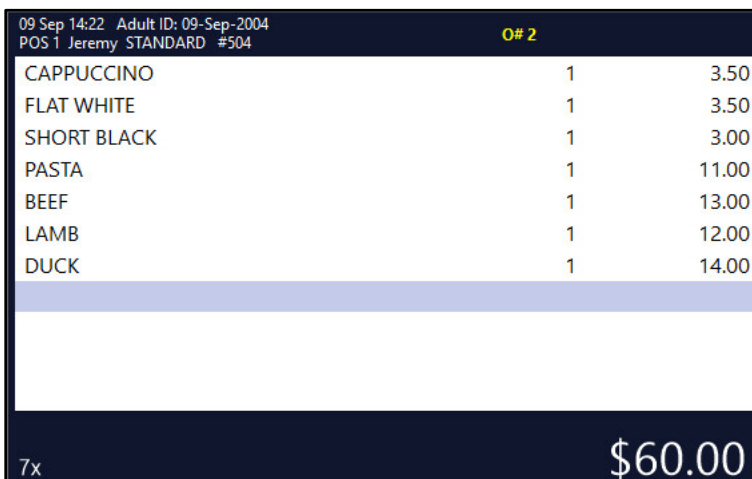 09 Sep 14:22 Adult ID: 09-Sep-2004
POS 1 Jeremy STANDARD #504
O# 2
CAPPUCCINO 1 3.50
FLAT WHITE 1 3.50
SHORT BLACK 1 3.00
PASTA 1 11.00
BEEF 1 13.00
LAMB 1 12.00
DUCK 1 14.00
7x $60.00